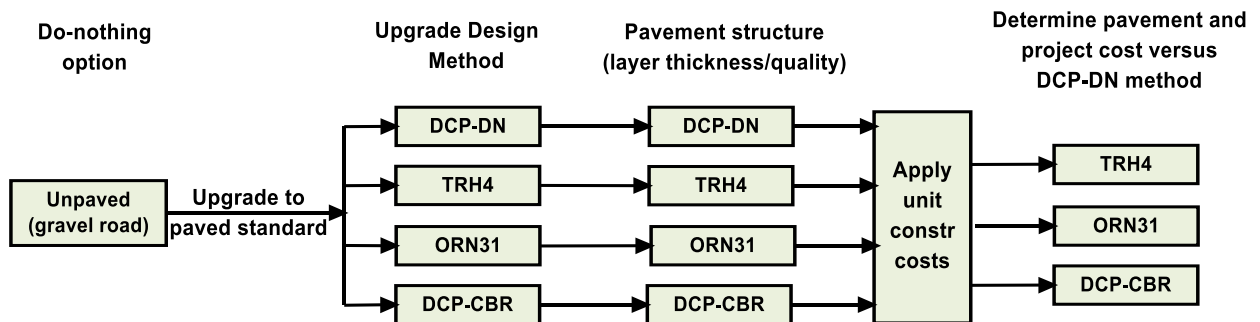 Do-nothing
option
Upgrade Design
Method
Pavement structure
(layer thickness/quality)
Determine pavement and
project cost versus
DCP-DN method
Unpaved
(gravel road)
Upgrade to
paved standard
DCP-DN
TRH4
ORN31
DCP-CBR
DCP-DN
TRH4
ORN31
DCP-CBR
Apply
unit
constr
costs
TRH4
ORN31
DCP-CBR